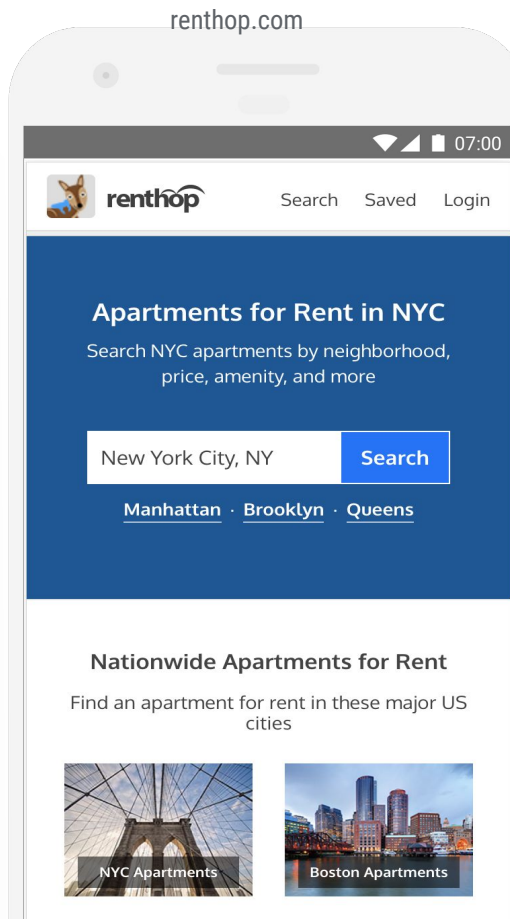 renthop.com
07:00
renthop Search Saved Login
Apartments for Rent in NYC
Search NYC apartments by neighborhood,
price, amenity, and more
New York City, NY Search
Manhattan · Brooklyn · Queens
Nationwide Apartments for Rent
Find an apartment for rent in these major US
cities
NYC Apartments Boston Apartments